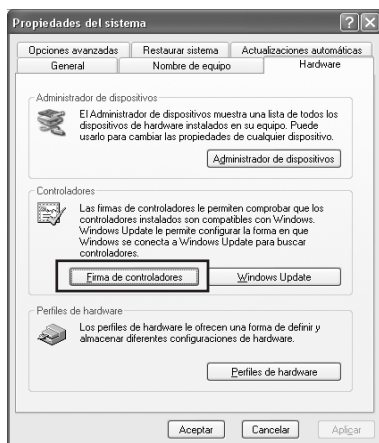 Propiedades del sistema
Opciones avanzadas
Restaurar sistema
Actualizaciones automáticas
General
Nombre de equipo
Hardware
Administrador de dispositivos
El Administrador de dispositivos muestra una lista de todos los
dispositivos de hardware instalados en su equipo. Puede
usarlo para cambiar las propiedades de cualquier dispositivo.
Administrador de dispositivos
Controladores
Las firmas de controladores le permiten comprobar que los
controladores instalados son compatibles con Windows.
Windows Update le permite configurar la forma en que
Windows se conecta a Windows Update para buscar
controladores.
Firma de controladores
Windows Update
Perfiles de hardware
Los perfiles de hardware le ofrecen una forma de definir y
almacenar diferentes configuraciones de hardware.
Perfiles de hardware
Aceptar
Cancelar
Aplicar